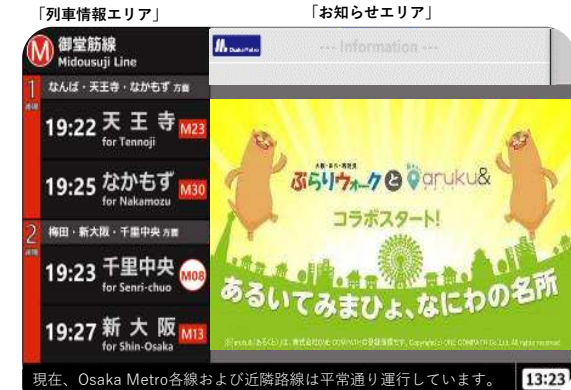 「列車情報エリア」
「お知らせエリア」
M 御堂筋線
Midousuji Line
Osaka Metro
--- Information ---
1 なんば・天王寺・なかもず 方面
19:22 天王寺 M23
for Tennoji
19:25 なかもず M30
for Nakamozu
2 梅田・新大阪・千里中央 方面
19:23 千里中央 M08
for Senri-chuo
19:27 新大阪 M13
for Shin-Osaka
ぶらりウォークと aruku&
コラボスタート!
あるいてみまひょ、なにわの名所
現在、Osaka Metro各線および近隣路線は平常通り運行しています。
13:23